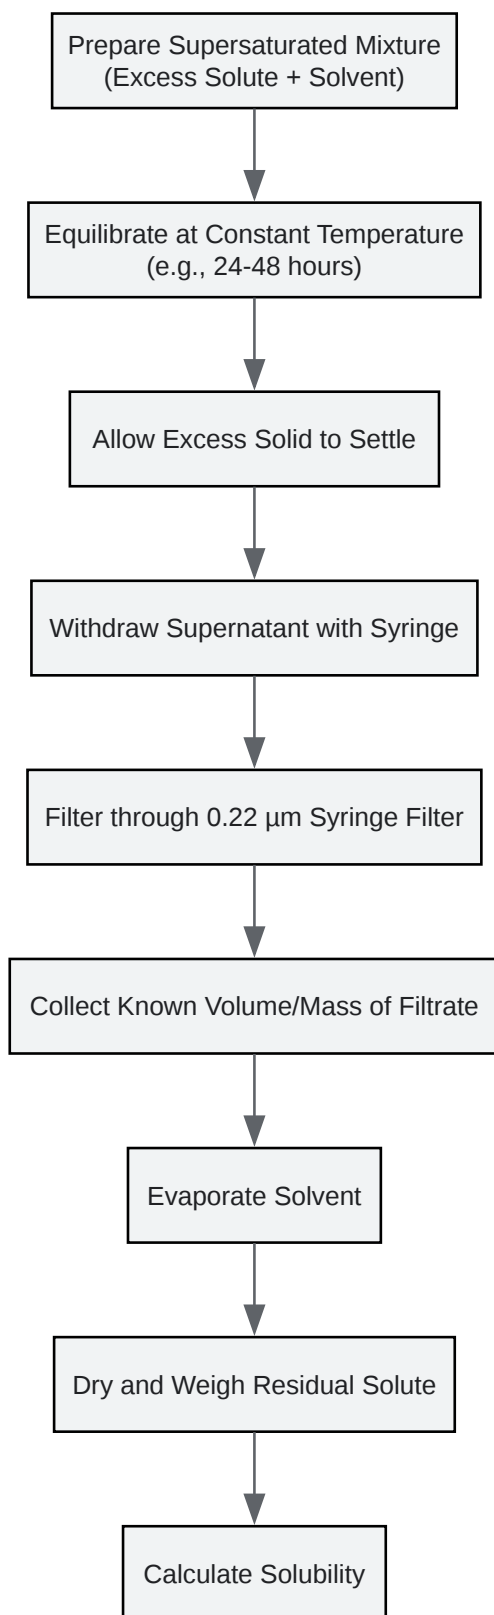 Prepare Supersaturated Mixture
(Excess Solute + Solvent)
Equilibrate at Constant Temperature
(e.g., 24-48 hours)
Allow Excess Solid to Settle
Withdraw Supernatant with Syringe
Filter through 0.22 µm Syringe Filter
Collect Known Volume/Mass of Filtrate
Evaporate Solvent
Dry and Weigh Residual Solute
Calculate Solubility